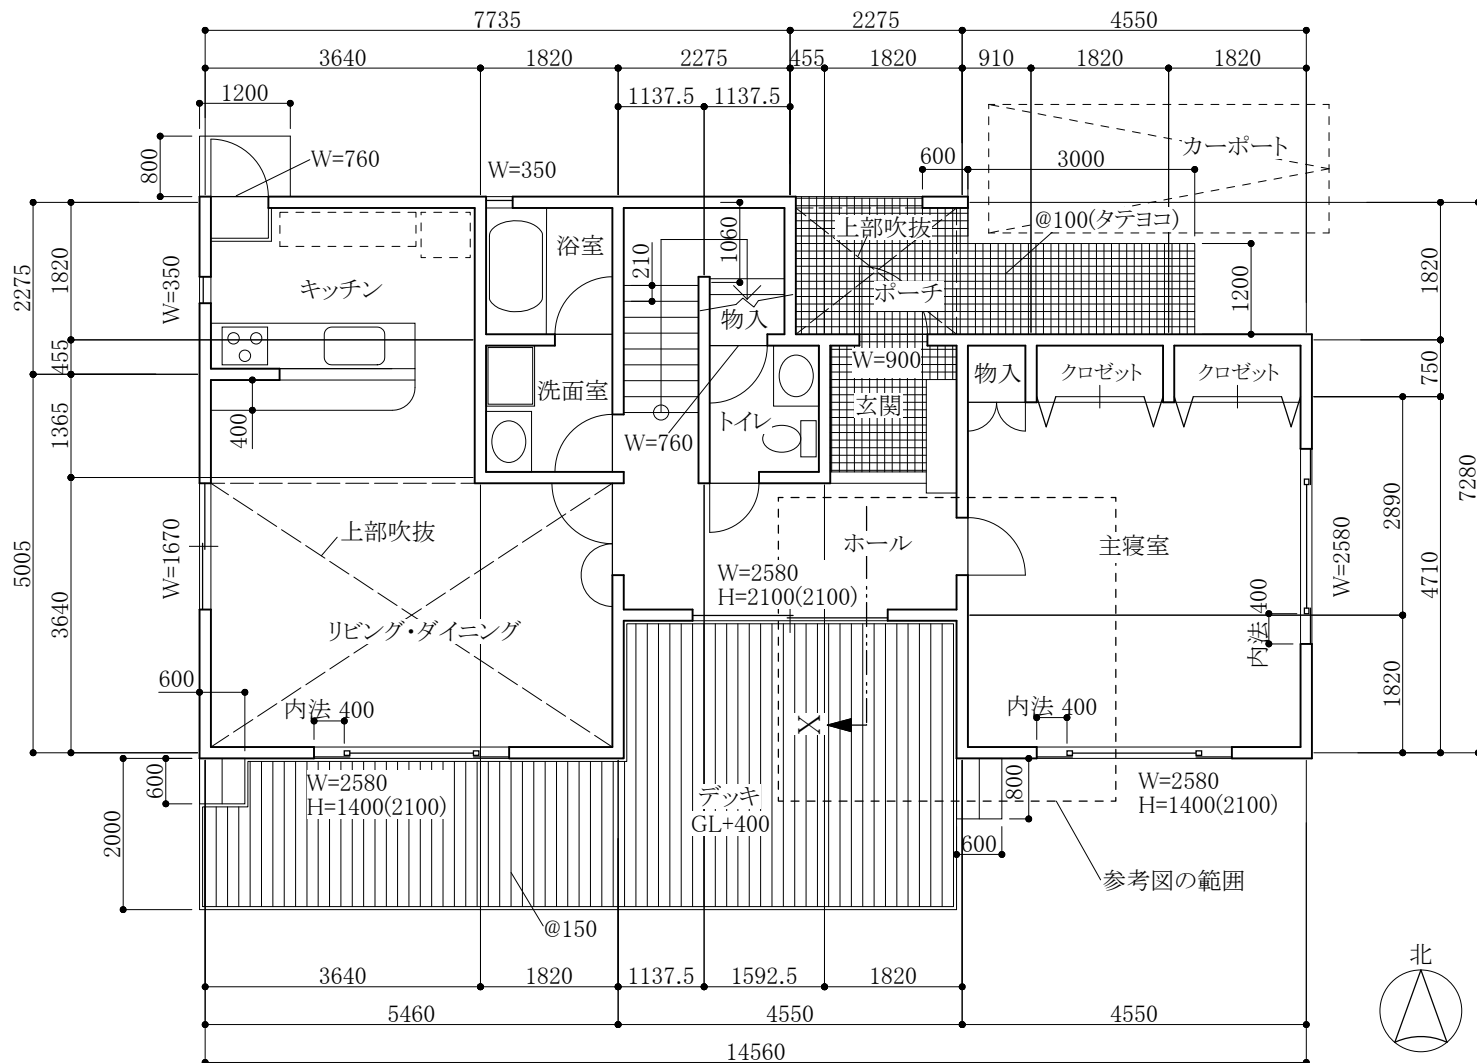 7735
2275
4550
3640
1820
2275
455
1820
910
1820
1820
1200
1137.5
1137.5
800
W=760
W=350
600
3000
カーポート
@100(タテヨコ)
浴室
1060
210
上部吹抜
2275
1820
W=350
キッチン
物入
ポーチ
1200
1820
455
洗面室
W=900
物入
クロゼット
クロゼット
750
400
玄関
1365
トイレ
W=760
7280
上部吹抜
W=1670
ホール
主寝室
2890
W=2580
4710
5005
3640
W=2580
H=2100(2100)
リビング・ダイニング
内法 400
600
内法 400
X
内法 400
1820
600
W=2580
H=1400(2100)
デッキ
GL+400
800
W=2580
H=1400(2100)
2000
600
参考図の範囲
@150
北
3640
1820
1137.5
1592.5
1820
5460
4550
4550
14560